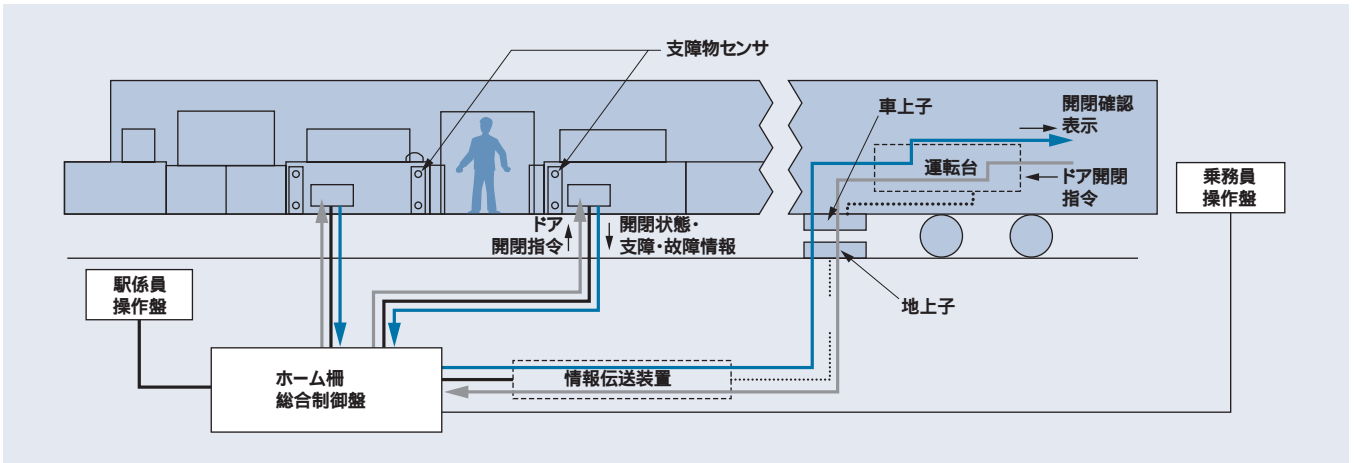 支障物センサ
車上子
開閉確認
表示
運転台
ドア開閉
指令
乗務員
操作盤
ドア
開閉指令
開閉状態・
支障・故障情報
駅係員
操作盤
地上子
ホーム柵
総合制御盤
情報伝送装置